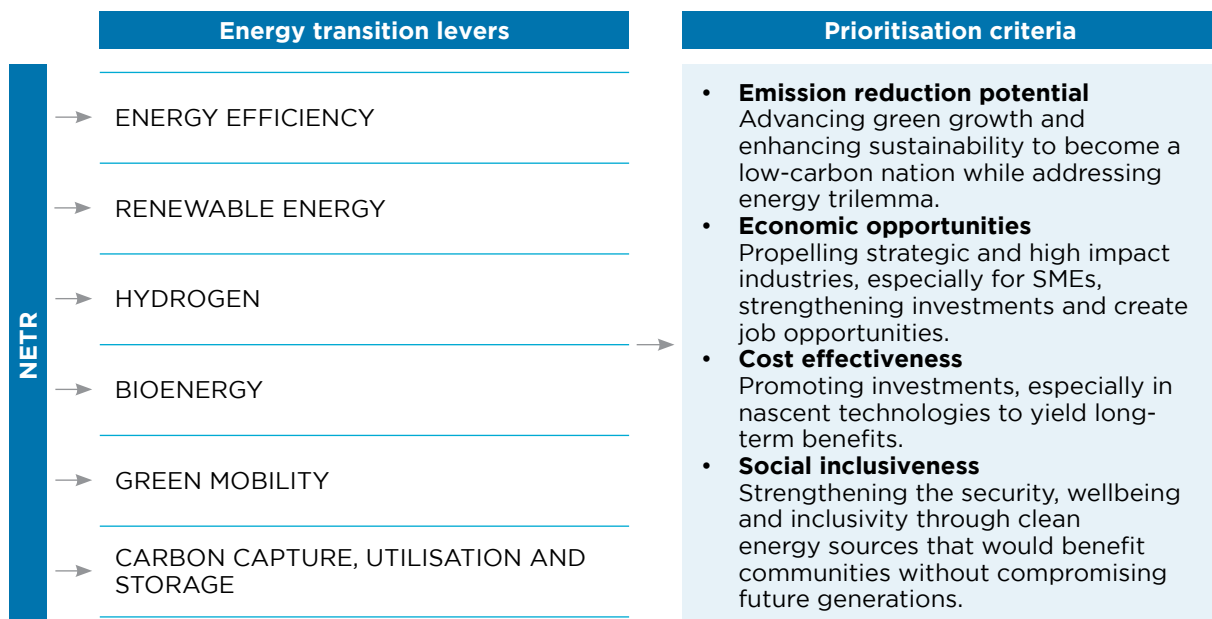 Energy transition levers
Prioritisation criteria
NETR
ENERGY EFFICIENCY
RENEWABLE ENERGY
HYDROGEN
BIOENERGY
GREEN MOBILITY
CARBON CAPTURE, UTILISATION AND
STORAGE
• Emission reduction potential
Advancing green growth and
enhancing sustainability to become a
low-carbon nation while addressing
energy trilemma.
• Economic opportunities
Propelling strategic and high impact
industries, especially for SMEs,
strengthening investments and create
job opportunities.
• Cost effectiveness
Promoting investments, especially in
nascent technologies to yield long-
term benefits.
• Social inclusiveness
Strengthening the security, wellbeing
and inclusivity through clean
energy sources that would benefit
communities without compromising
future generations.